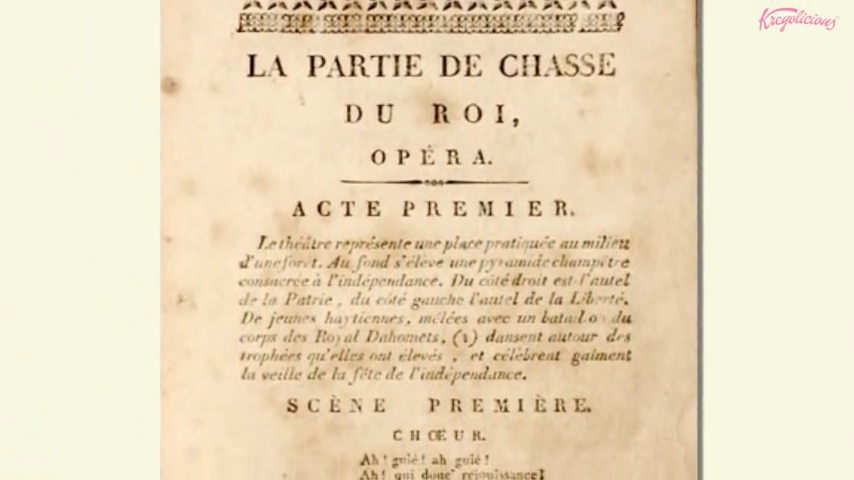 Kreyolicious
LA PARTIE DE CHASSE
DU ROI,
OPÉRA.
ACTE PREMIER.
Le théâtre représente une place pratiquée au milieu
d'une forêt. Au fond s'élève une pyramide champêtre
consacrée à l'indépendance. Du côté droit est l'autel
de la Patrie, du côté gauche l'autel de la Liberté.
De jeunes haytiennes, mêlées avec un bataillon du
corps des Royal Dahomets, (1) dansent autour des
trophées qu'elles ont élevés, et célèbrent gaiment
la veille de la fête de l'indépendance.
SCÈNE PREMIÈRE.
CHŒUR.
Ah! guié! ah guié!
Ah! qui donc' rejouissance!